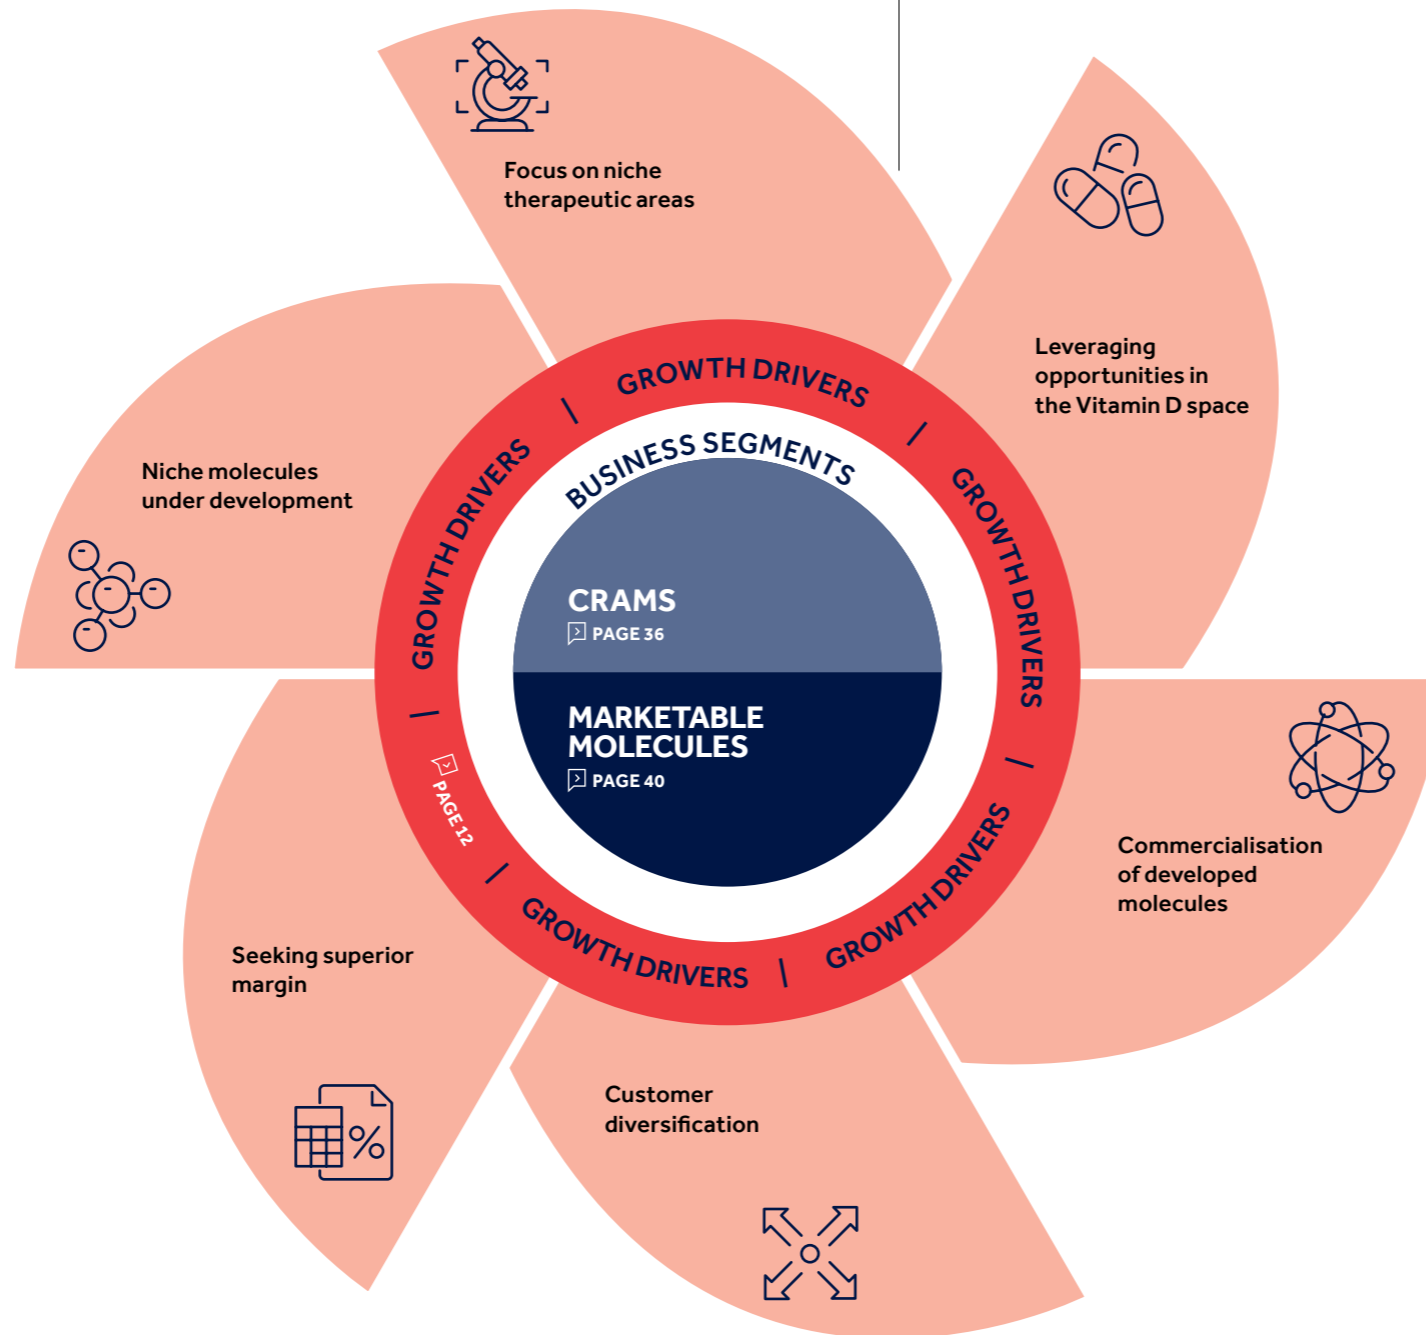 Focus on niche
therapeutic areas
Leveraging
opportunities in
the Vitamin D space
Commercialisation
of developed
molecules
Customer
diversification
Seeking superior
margin
Niche molecules
under development
GROWTH DRIVERS | GROWTH DRIVERS | GROWTH DRIVERS | GROWTH DRIVERS | PAGE 12 | GROWTH DRIVERS |
BUSINESS SEGMENTS
CRAMS
PAGE 36
MARKETABLE
MOLECULES
PAGE 40
%